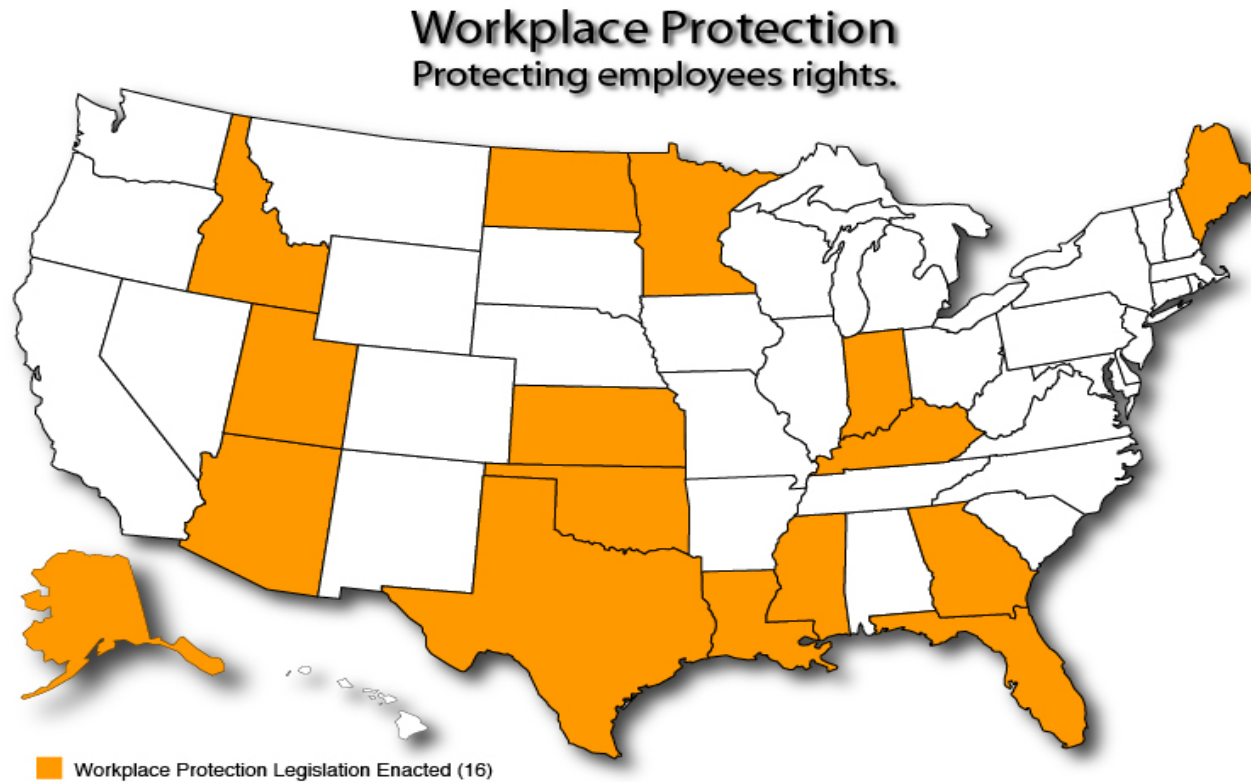 Workplace Protection
Protecting employees rights.
Workplace Protection Legislation Enacted (16)